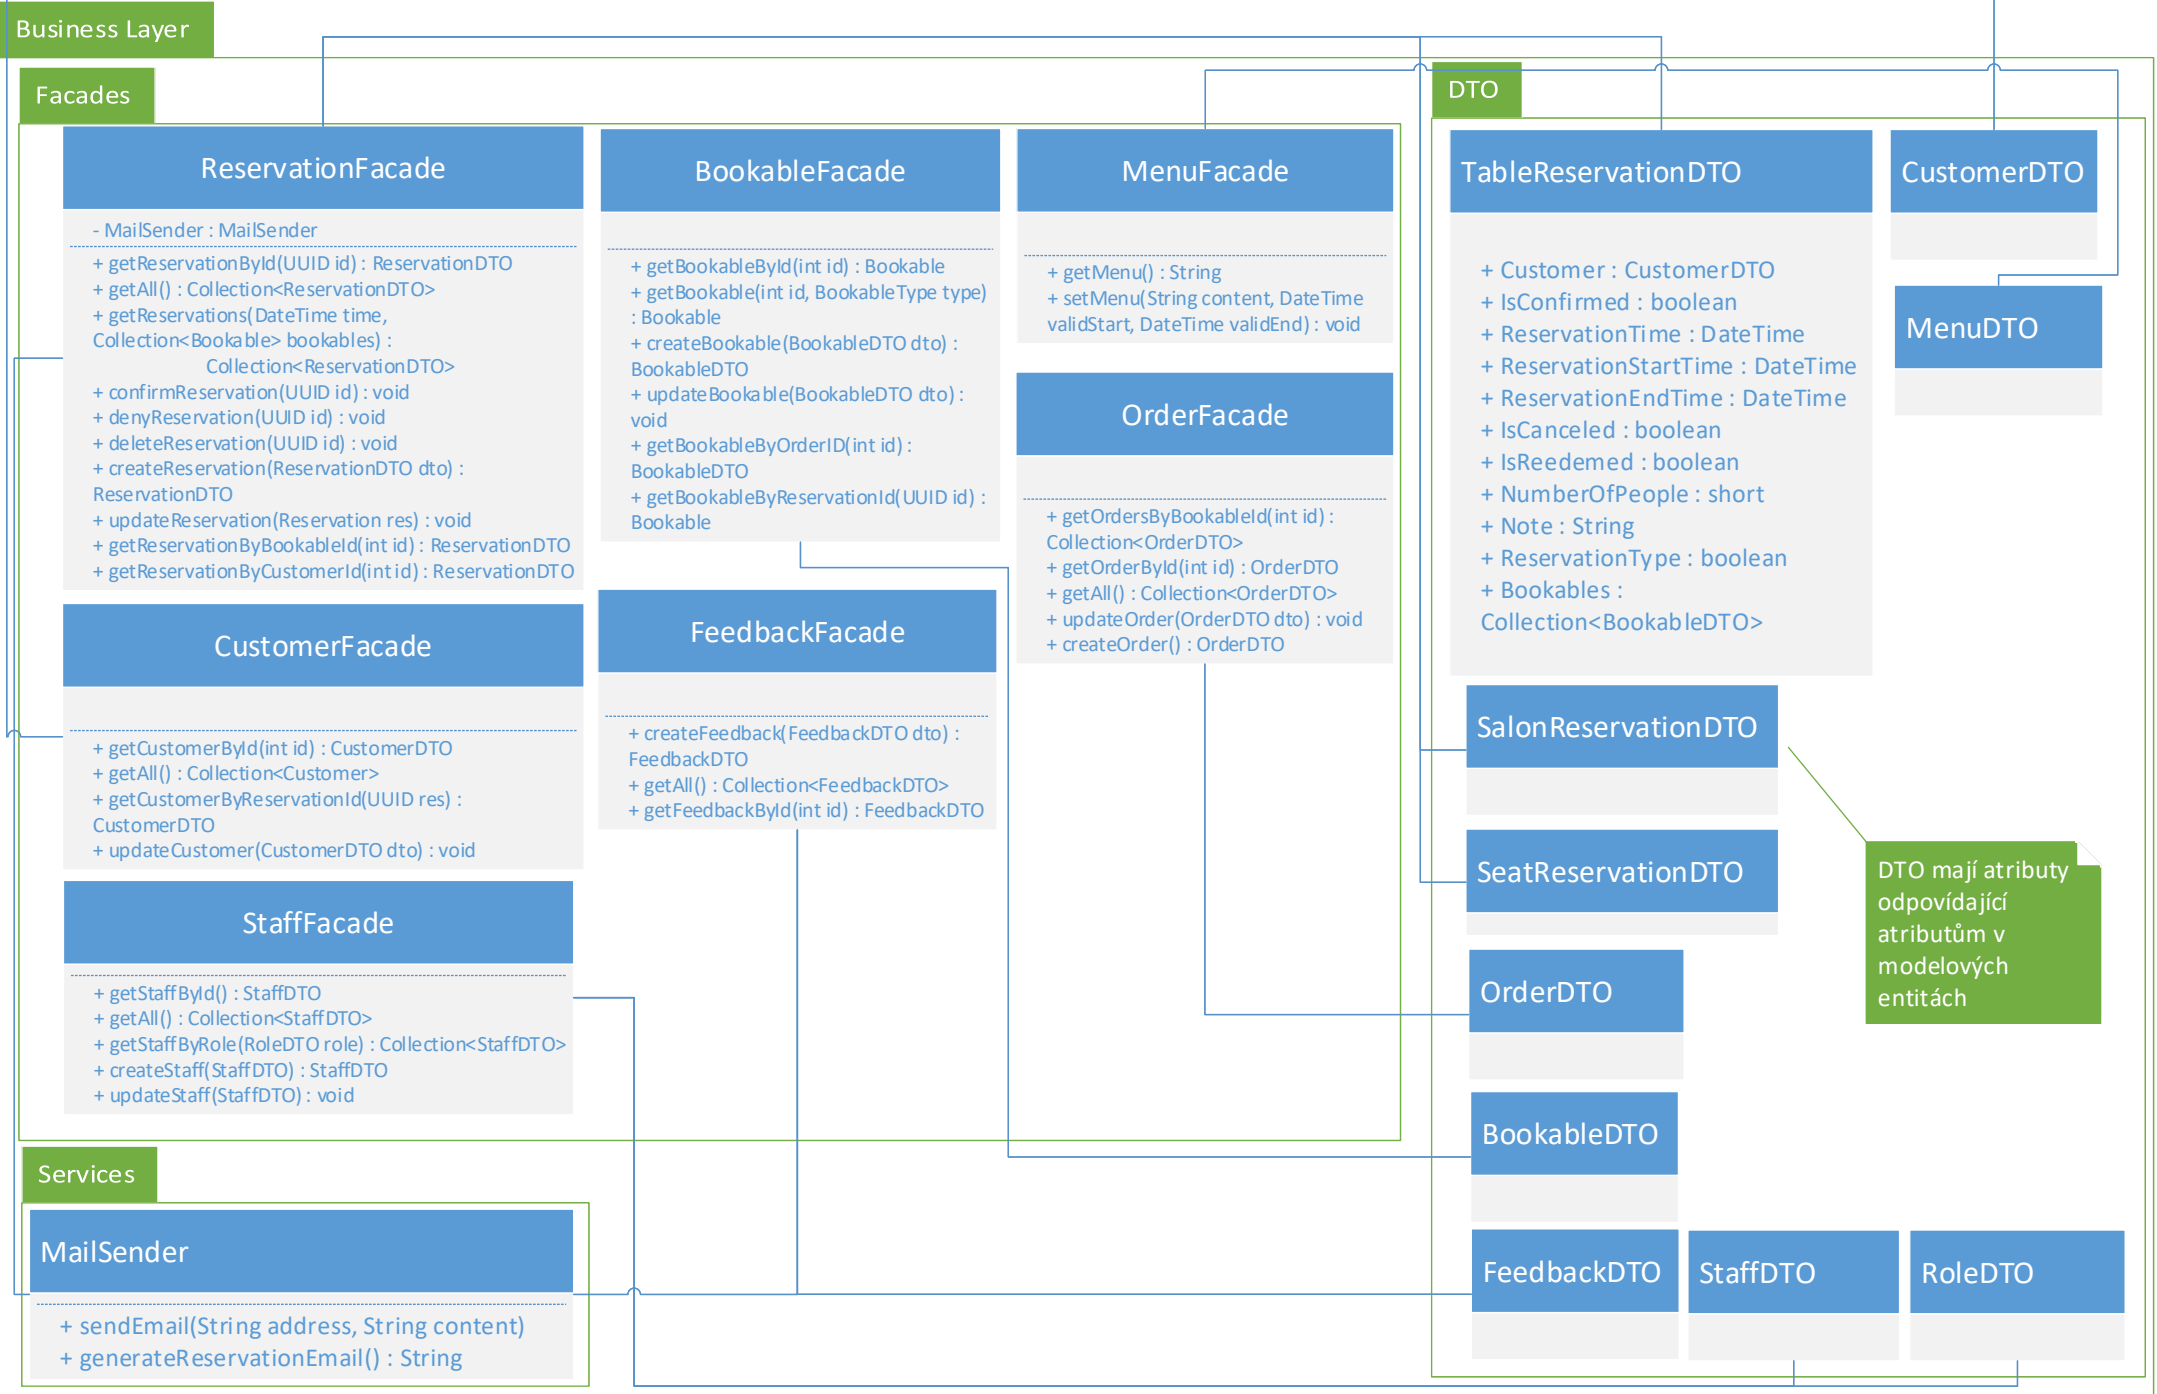 Business Layer
Facades
ReservationFacade
- MailSender : MailSender
+ getReservationById(UUID id) : ReservationDTO
+ getAll() : Collection<ReservationDTO>
+ getReservations(DateTime time,
Collection<Bookable> bookables) :
Collection<ReservationDTO>
+ confirmReservation(UUID id) : void
+ denyReservation(UUID id) : void
+ deleteReservation(UUID id) : void
+ createReservation(ReservationDTO dto) :
ReservationDTO
+ updateReservation(Reservation res) : void
+ getReservationByBookableId(int id) : ReservationDTO
+ getReservationByCustomerId(int id) : ReservationDTO
BookableFacade
+ getBookableById(int id) : Bookable
+ getBookable(int id, BookableType type)
: Bookable
+ createBookable(BookableDTO dto) :
BookableDTO
+ updateBookable(BookableDTO dto) :
void
+ getBookableByOrderID(int id) :
BookableDTO
+ getBookableByReservationId(UUID id) :
Bookable
MenuFacade
+ getMenu() : String
+ setMenu(String content, DateTime
validStart, DateTime validEnd) : void
OrderFacade
+ getOrdersByBookableId(int id) :
Collection<OrderDTO>
+ getOrderById(int id) : OrderDTO
+ getAll() : Collection<OrderDTO>
+ updateOrder(OrderDTO dto) : void
+ createOrder() : OrderDTO
CustomerFacade
+ getCustomerById(int id) : CustomerDTO
+ getAll() : Collection<Customer>
+ getCustomerByReservationId(UUID res) :
CustomerDTO
+ updateCustomer(CustomerDTO dto) : void
FeedbackFacade
+ createFeedback(FeedbackDTO dto) :
FeedbackDTO
+ getAll() : Collection<FeedbackDTO>
+ getFeedbackById(int id) : FeedbackDTO
StaffFacade
+ getStaffById() : StaffDTO
+ getAll() : Collection<StaffDTO>
+ getStaffByRole(RoleDTO role) : Collection<StaffDTO>
+ createStaff(StaffDTO) : StaffDTO
+ updateStaff(StaffDTO) : void
Services
MailSender
+ sendEmail(String address, String content)
+ generateReservationEmail() : String
DTO
TableReservationDTO
+ Customer : CustomerDTO
+ IsConfirmed : boolean
+ ReservationTime : DateTime
+ ReservationStartTime : DateTime
+ ReservationEndTime : DateTime
+ IsCanceled : boolean
+ IsReedemed : boolean
+ NumberOfPeople : short
+ Note : String
+ ReservationType : boolean
+ Bookables :
Collection<BookableDTO>
CustomerDTO
MenuDTO
SalonReservationDTO
SeatReservationDTO
DTO mají atributy
odpovídající
atributům v
modelových
entitách
OrderDTO
BookableDTO
FeedbackDTO
StaffDTO
RoleDTO